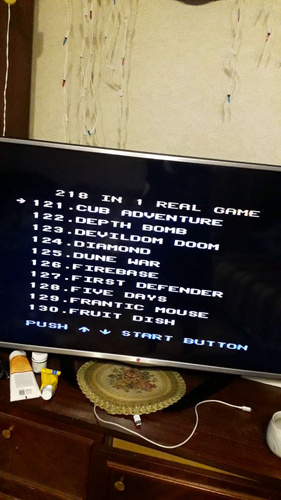 218 IN 1 REAL GAME
→ 121.CUB ADVENTURE
122.DEPTH BOMB
123.DEVILDOM DOOM
124.DIAMOND
125.DUNE WAR
126.FIREBASE
127.FIRST DEFENDER
128.FIVE DAYS
129.FRANTIC MOUSE
130.FRUIT DISH
PUSH ↑ ↓ START BUTTON